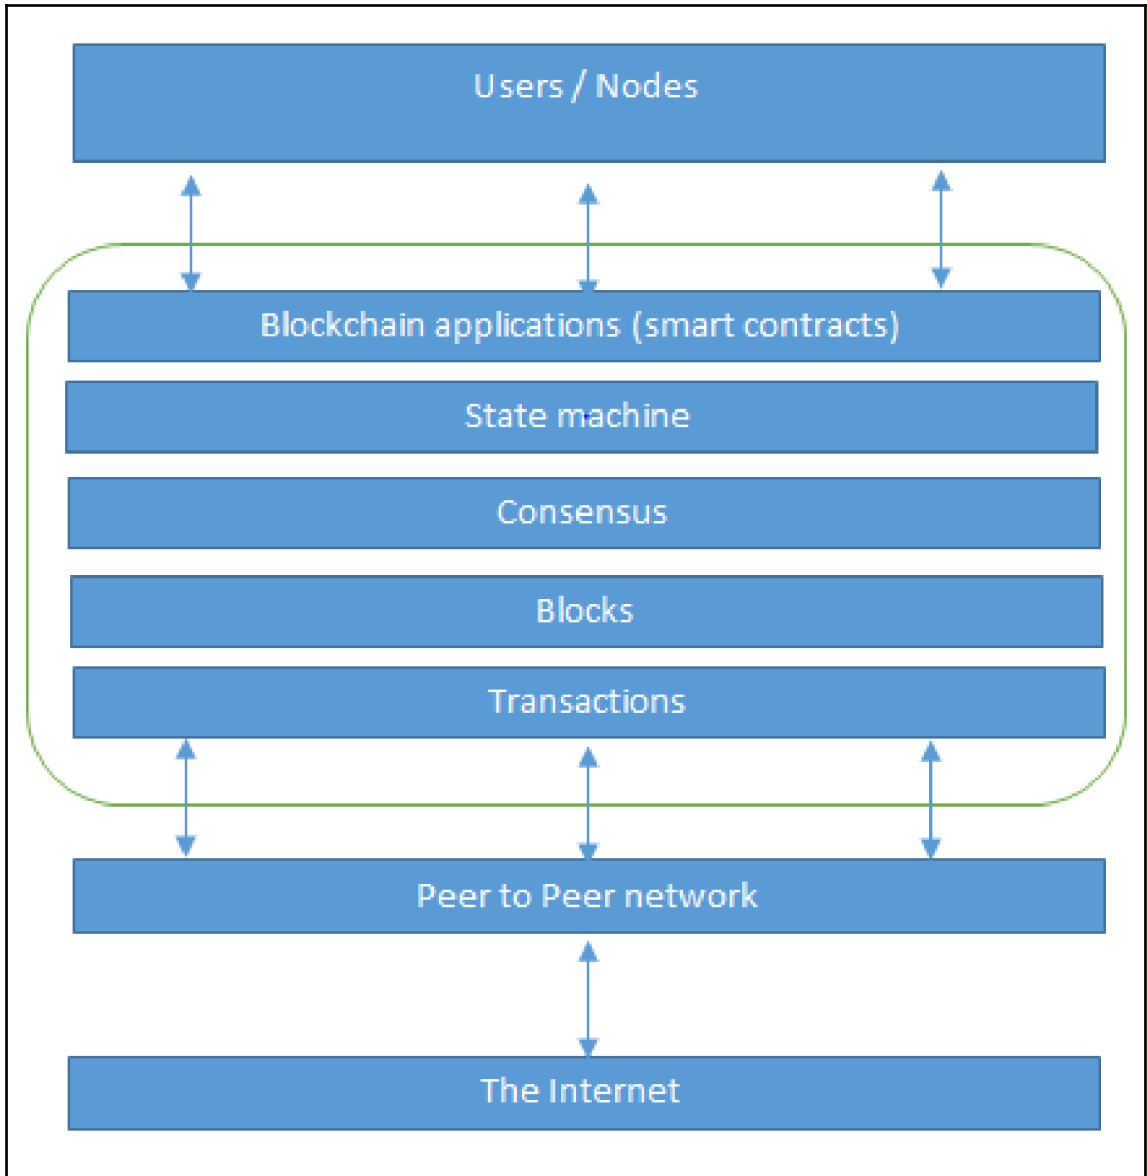 Users / Nodes
Blockchain applications (smart contracts)
State machine
Consensus
Blocks
Transactions
Peer to Peer network
The Internet